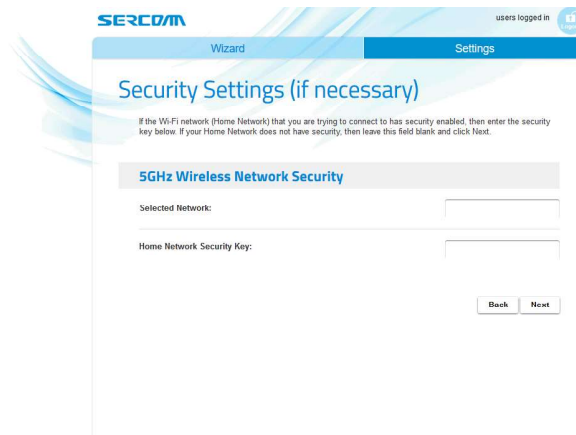 SERCOMM
users logged in
Logout
Wizard
Settings
Security Settings (if necessary)
If the Wi-Fi network (Home Network) that you are trying to connect to has security enabled, then enter the security
key below. If your Home Network does not have security, then leave this field blank and click Next.
5GHz Wireless Network Security
Selected Network:
Home Network Security Key:
Back
Next